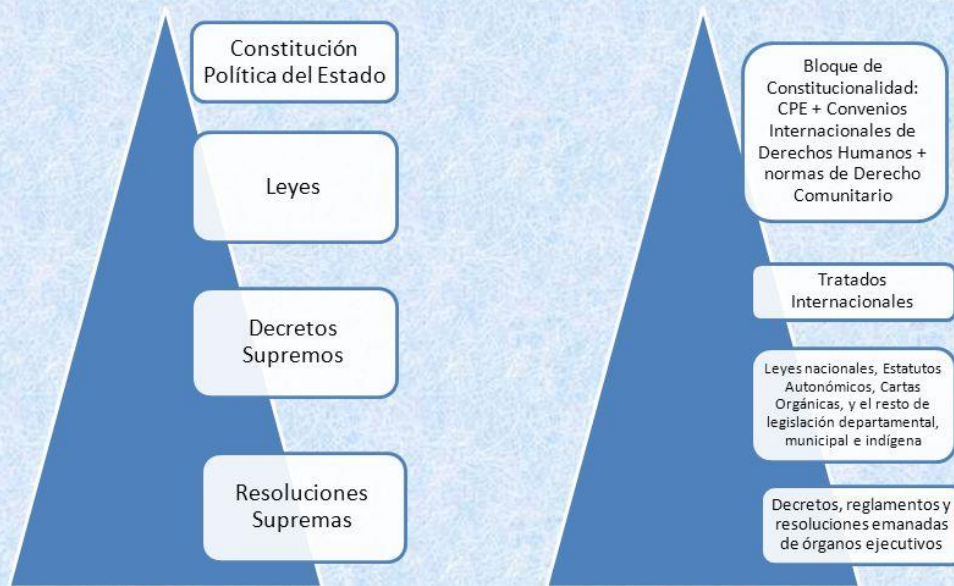 Constitución
Política del Estado
Leyes
Decretos
Supremos
Resoluciones
Supremas
Bloque de
Constitucionalidad:
CPE + Convenios
Internacionales de
Derechos Humanos +
normas de Derecho
Comunitario
Tratados
Internacionales
Leyes nacionales, Estatutos
Autonómicos, Cartas
Orgánicas, y el resto de
legislación departamental,
municipal e indígena
Decretos, reglamentos y
resoluciones emanadas
de órganos ejecutivos